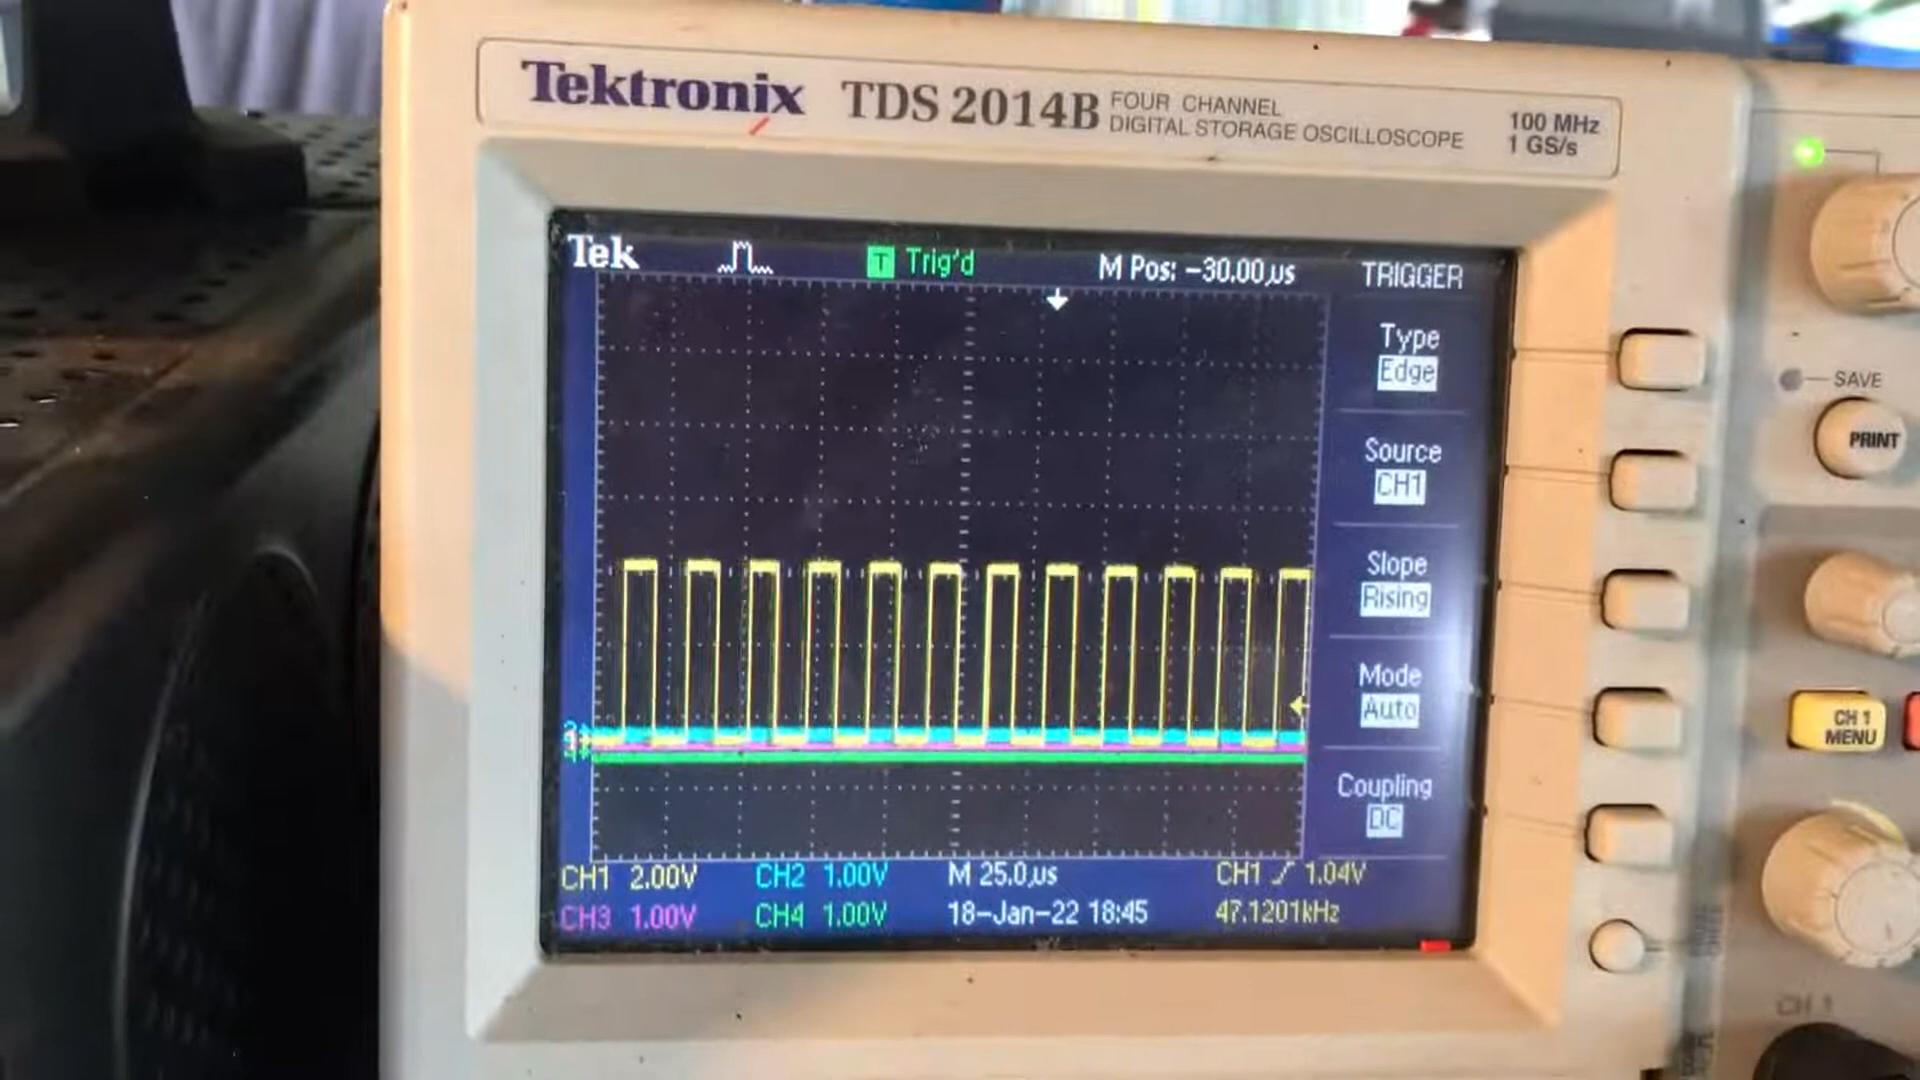 Tektronix TDS 2014B FOUR CHANNEL DIGITAL STORAGE OSCILLOSCOPE 100 MHz 1 GS/s
Tek T Trig'd M Pos: -30.00µs TRIGGER
Type
Edge
Source
CH1
Slope
Rising
Mode
Auto
Coupling
DC
CH1 2.00V CH2 1.00V M 25.0µs CH1 1.04V
CH3 1.00V CH4 1.00V 18-Jan-22 18:45 47.1201kHz
SAVE
PRINT
CH 1
MENU
CH 1